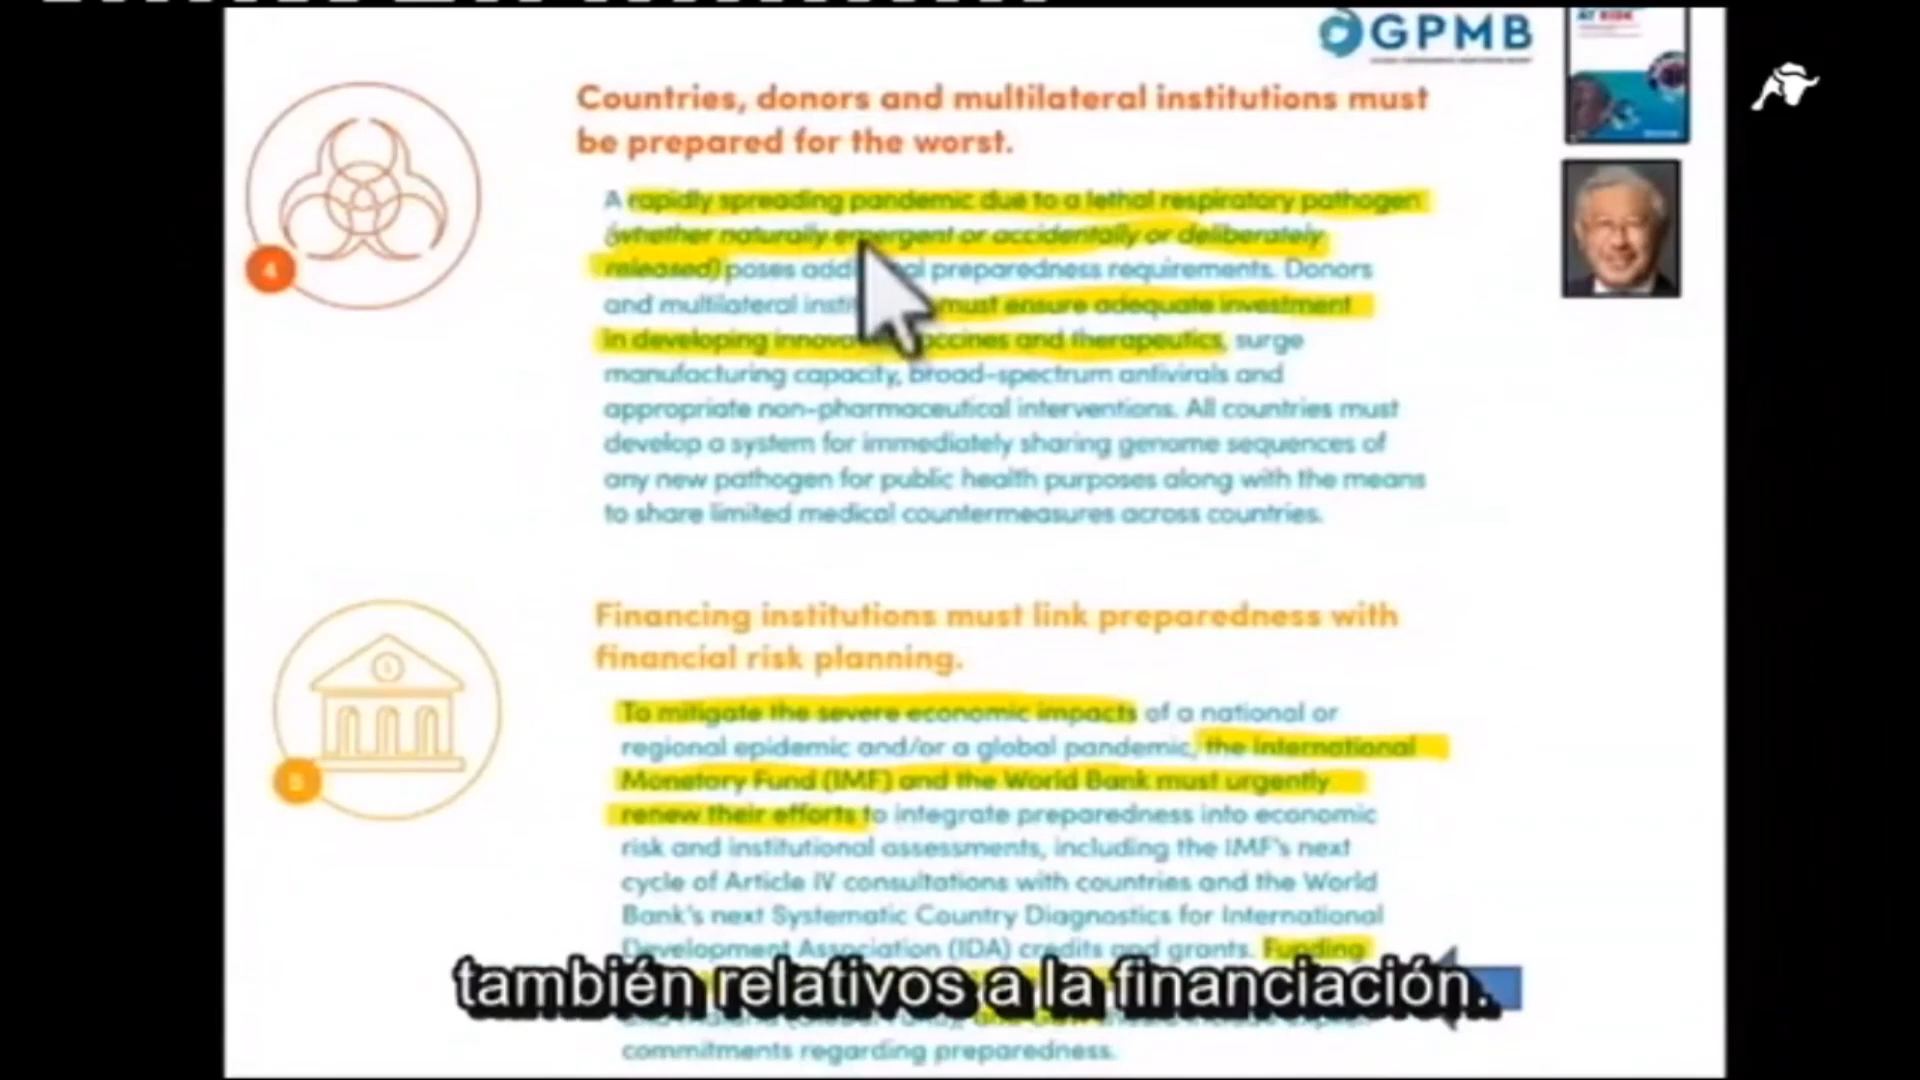 GPMB
AT RISK
Countries, donors and multilateral institutions must
be prepared for the worst.
A rapidly spreading pandemic due to a lethal respiratory pathogen
(whether naturally emergent or accidentally or deliberately
released) poses additional preparedness requirements. Donors
and multilateral must ensure adequate investment
in developing vaccines and therapeutics, surge
manufacturing capacity, broad-spectrum antivirals and
appropriate non-pharmaceutical interventions. All countries must
develop a system for immediately sharing genome sequences of
any new pathogen for public health purposes along with the means
to share limited medical countermeasures across countries.
4
Financing institutions must link preparedness with
financial risk planning.
To mitigate the severe economic impacts of a national or
regional epidemic and/or a global pandemic, the International
Monetary Fund (IMF) and the World Bank must urgently
renew their efforts to integrate preparedness into economic
risk and institutional assessments, including the IMF's next
cycle of Article IV consultations with countries and the World
Bank's next Systematic Country Diagnostics for International
Development Association (IDA) credits and grants. Funding
5
también relativos a la financiación.
commitments regarding preparedness.